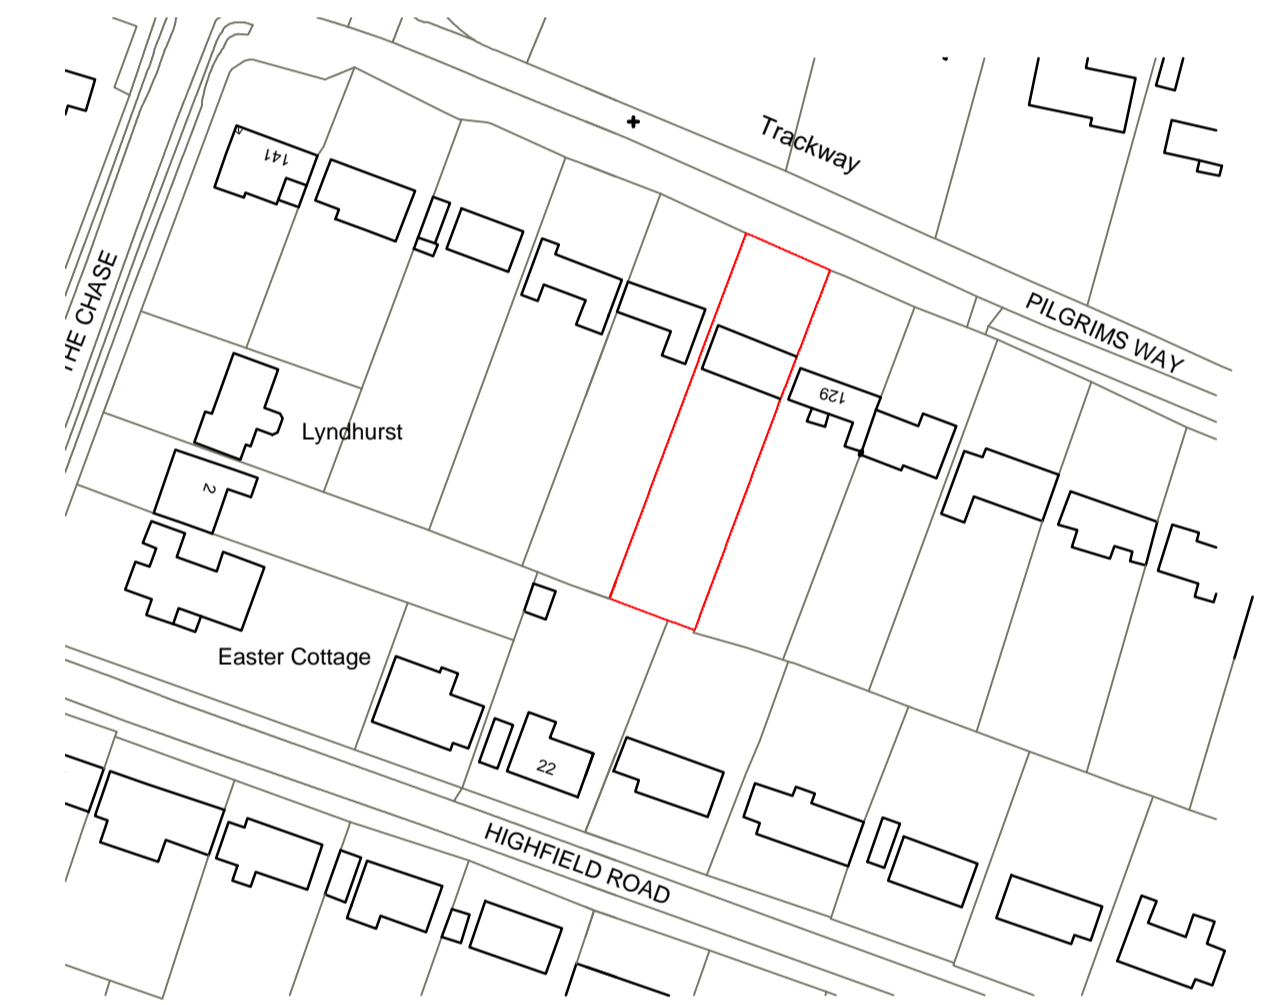 Trackway
141
THE CHASE
PILGRIMS WAY
129
Lyndhurst
2
Easter Cottage
22
HIGHFIELD ROAD